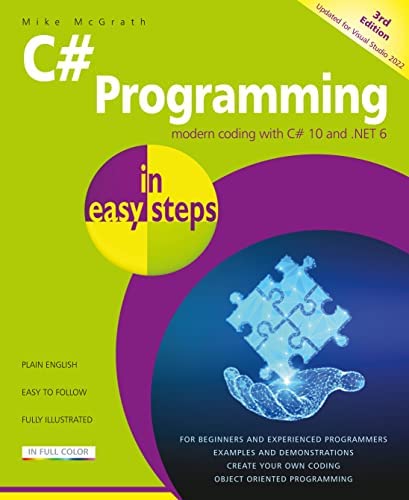 Mike McGrath
3rd Edition
Updated for Visual Studio 2022
C#
Programming
modern coding with C# 10 and .NET 6
in
easy steps
PLAIN ENGLISH
EASY TO FOLLOW
FULLY ILLUSTRATED
IN FULL COLOR
FOR BEGINNERS AND EXPERIENCED PROGRAMMERS
EXAMPLES AND DEMONSTRATIONS
CREATE YOUR OWN CODING
OBJECT ORIENTED PROGRAMMING